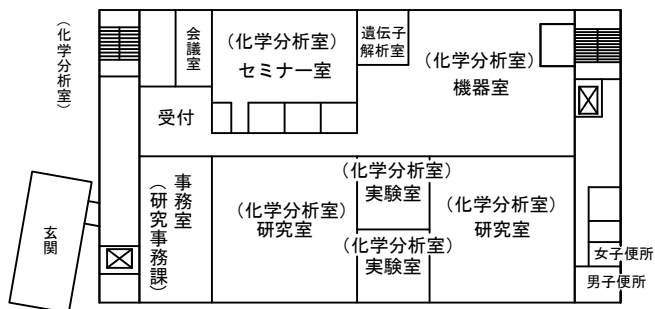 （化学分析室）
会議室
（化学分析室）
セミナー室
遺伝子
解析室
（化学分析室）
機器室
受付
玄関
事務室
（研究事務課）
（化学分析室）
研究室
（化学分析室）
実験室
（化学分析室）
実験室
（化学分析室）
研究室
女子便所
男子便所